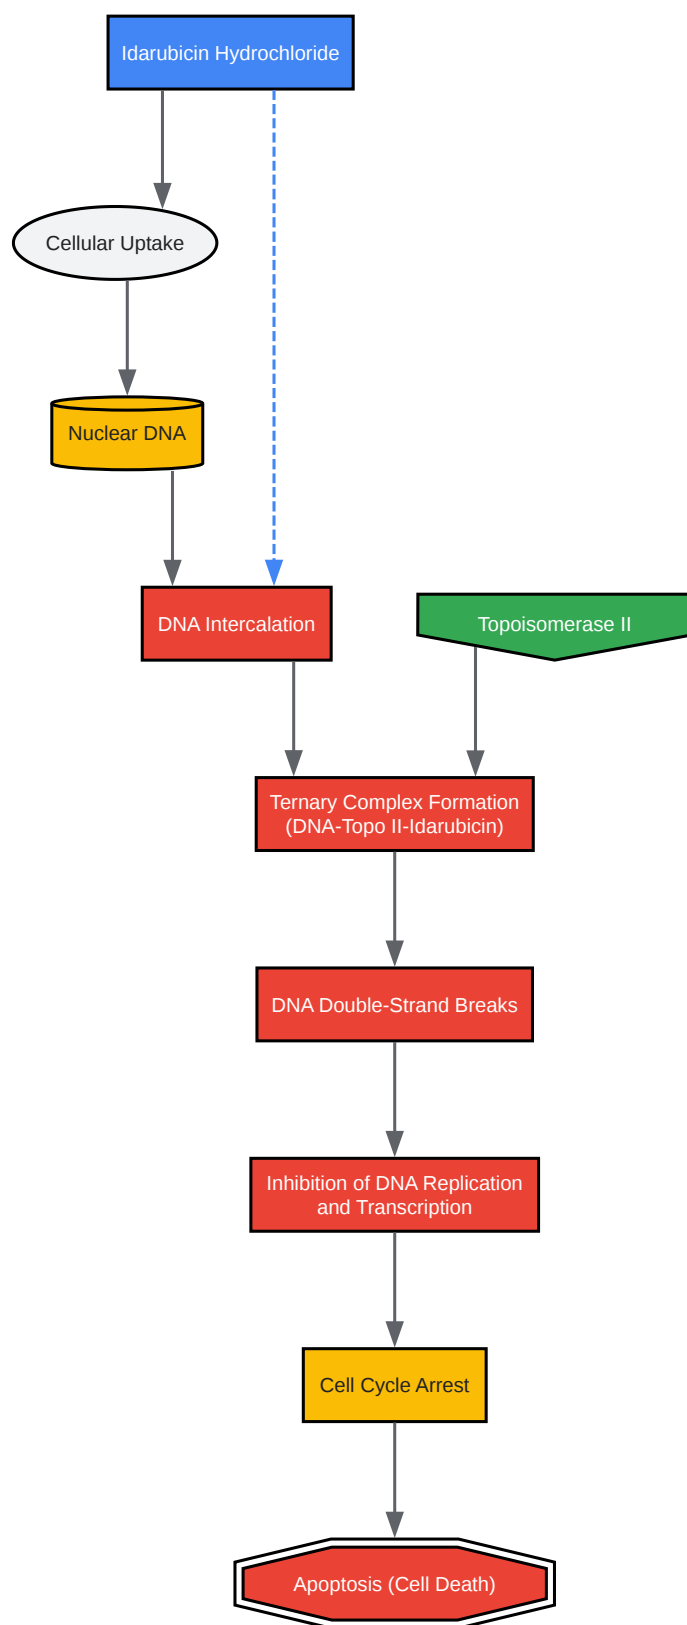 Idarubicin Hydrochloride
Cellular Uptake
Nuclear DNA
DNA Intercalation
Topoisomerase II
Ternary Complex Formation
(DNA-Topo II-Idarubicin)
DNA Double-Strand Breaks
Inhibition of DNA Replication
and Transcription
Cell Cycle Arrest
Apoptosis (Cell Death)